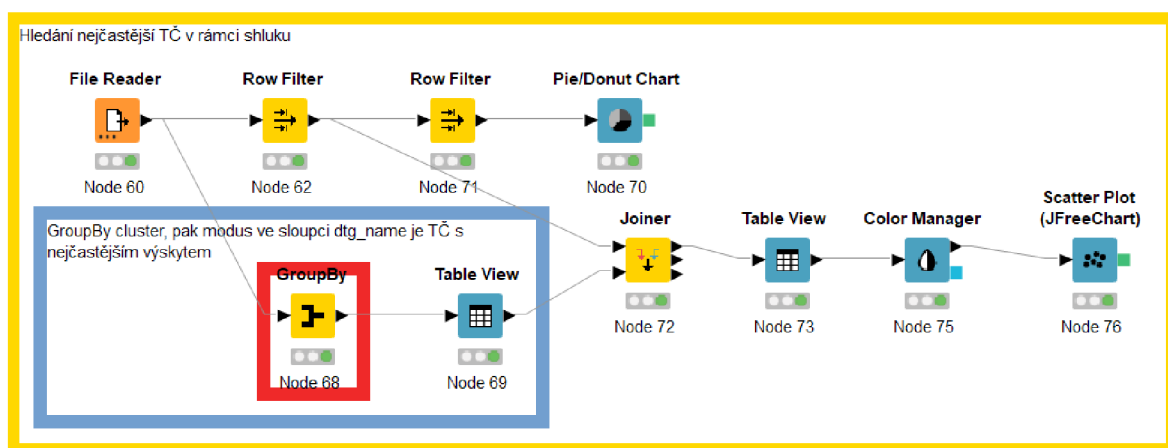 Hledání nejčastější TČ v rámci shluku
File Reader
Row Filter
Row Filter
Pie/Donut Chart
Node 60
Node 62
Node 71
Node 70
GroupBy cluster, pak modus ve sloupci dtg_name je TČ s
nejčastějším výskytem
GroupBy
Table View
Node 68
Node 69
Joiner
Table View
Color Manager
Scatter Plot
(JFreeChart)
Node 72
Node 73
Node 75
Node 76